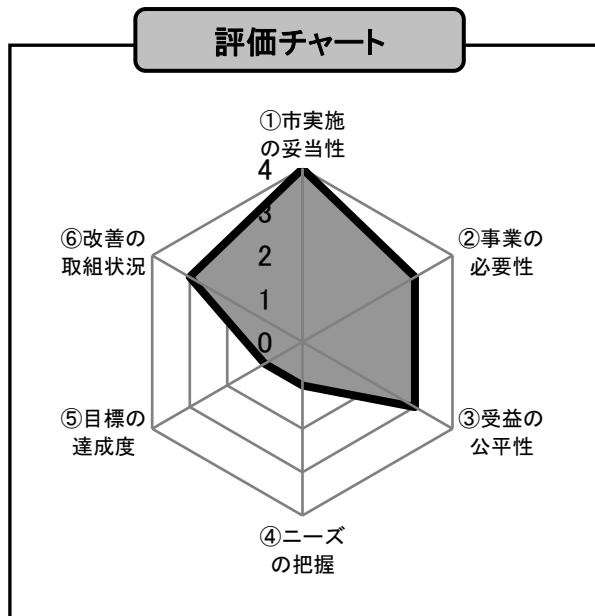 評価チャート
①市実施
の妥当性
4
3
2
1
0
②事業の
必要性
③受益の
公平性
④ニーズ
の把握
⑤目標の
達成度
⑥改善の
取組状況